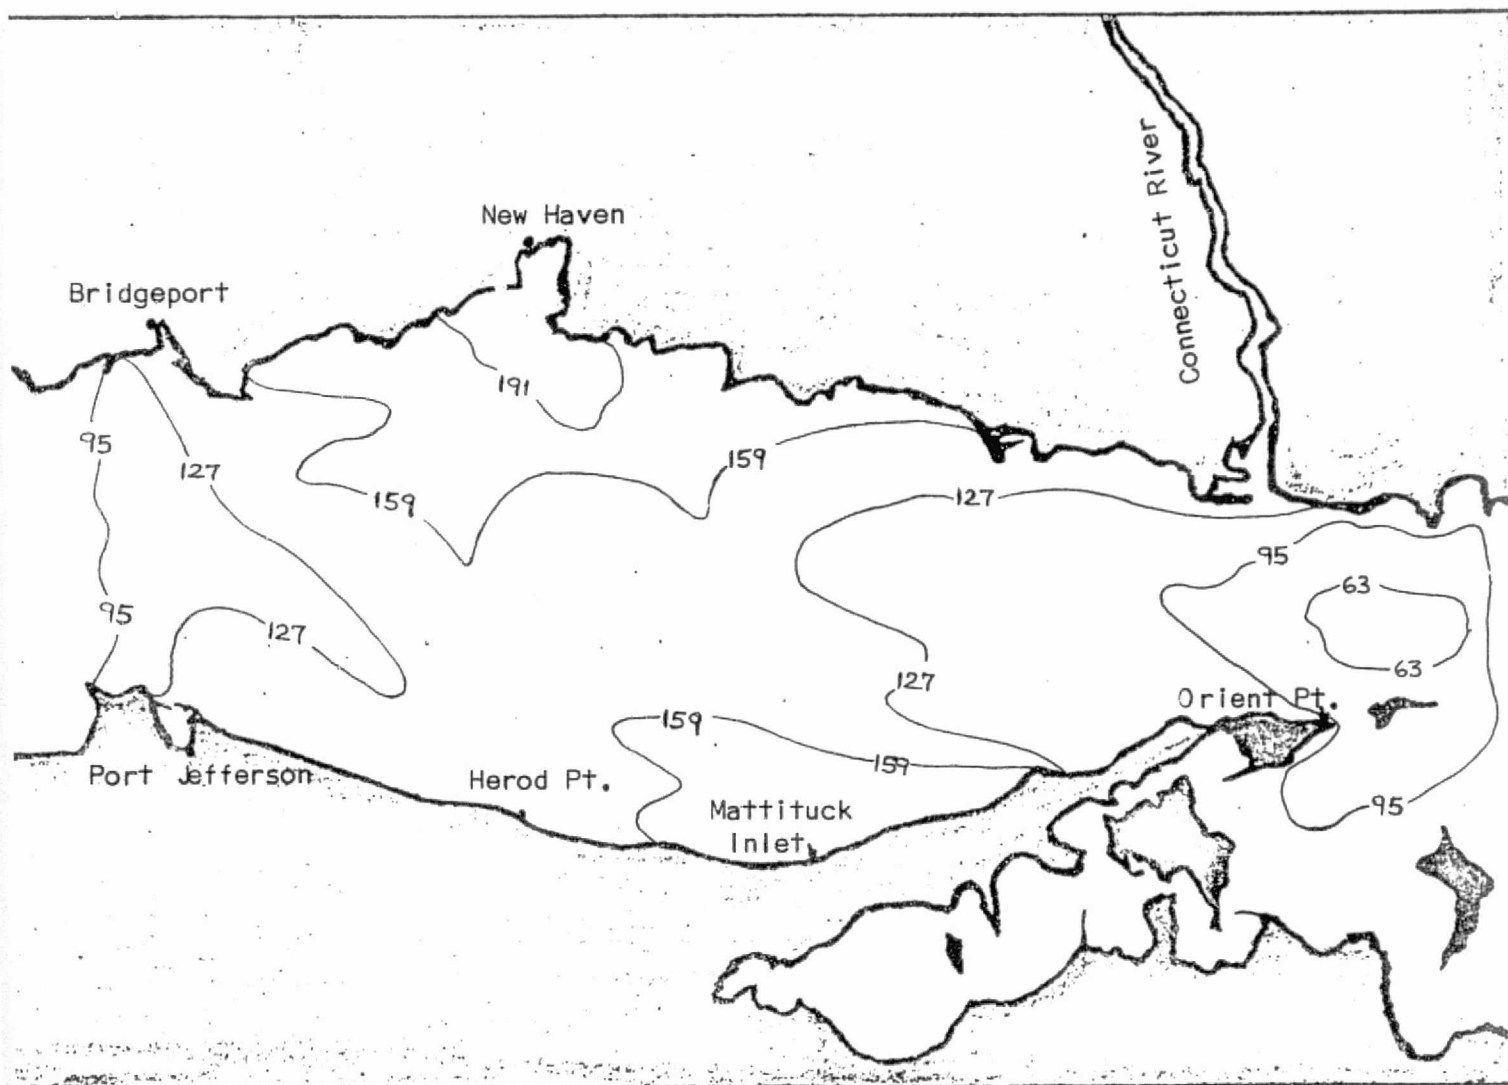 Connecticut River
New Haven
Bridgeport
191
95
127
159
159
127
95
63
95
127
63
127
Orient Pt.
159
159
Port Jefferson
Herod Pt.
Mattituck
Inlet
95